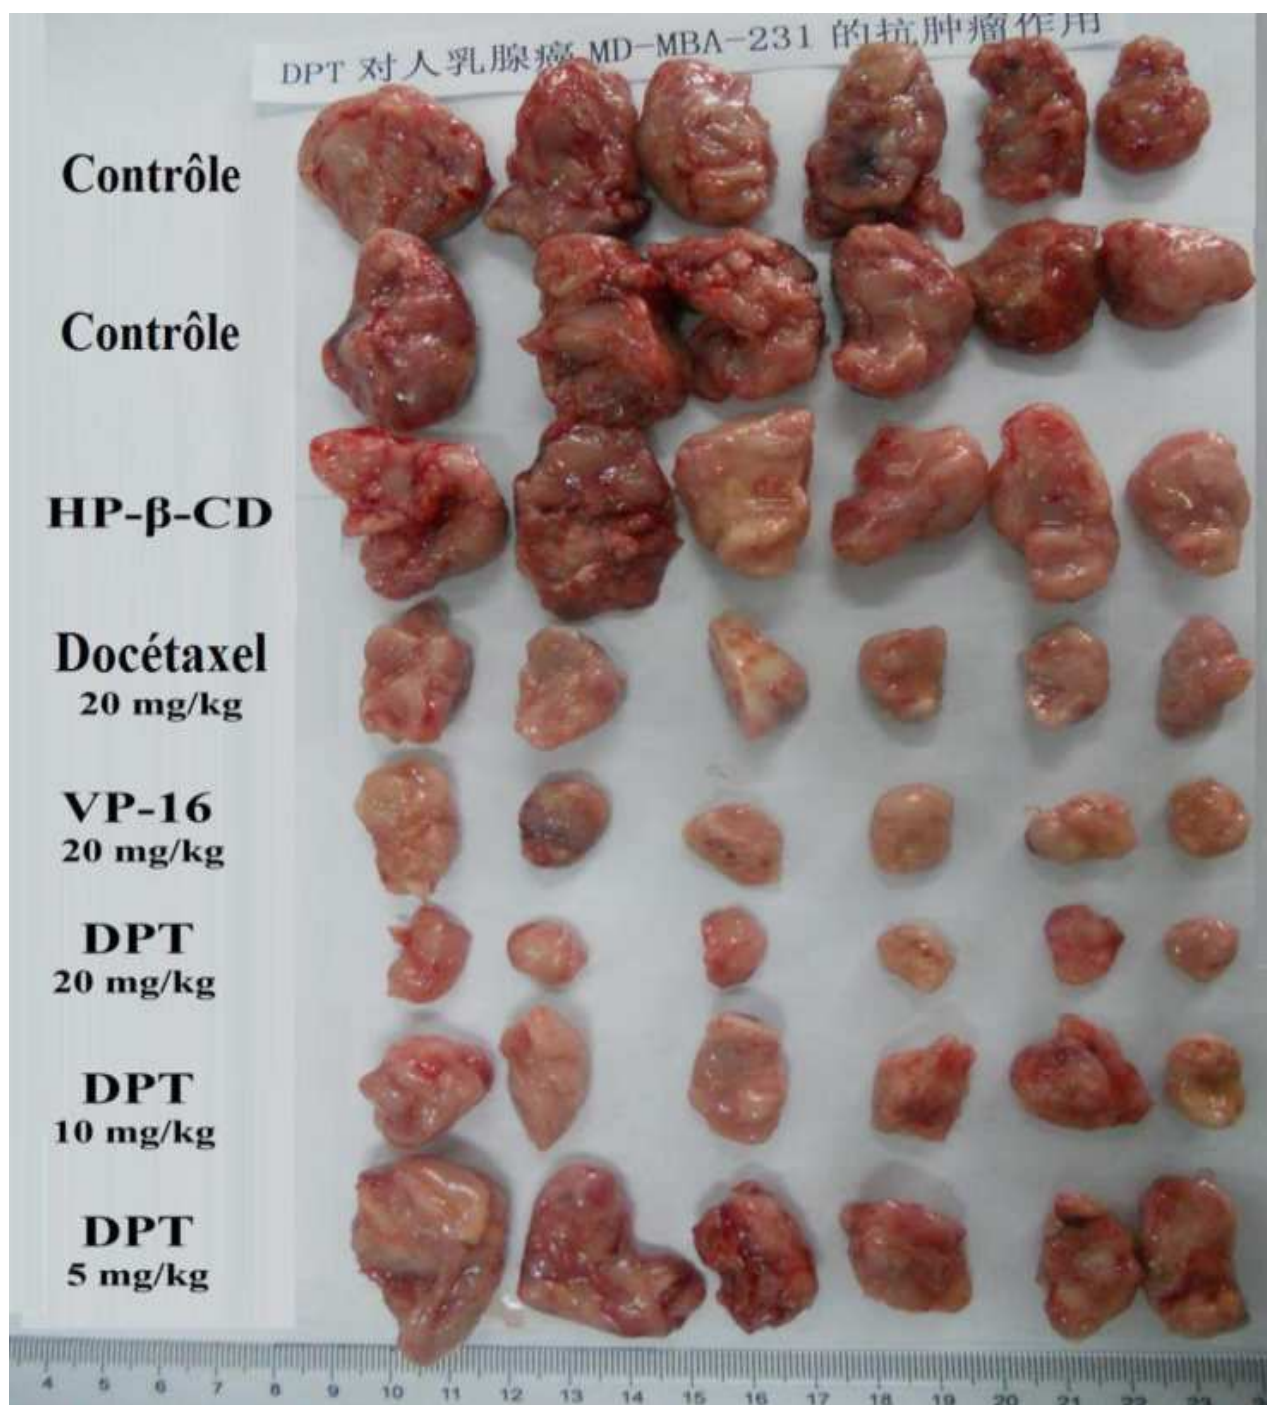 DPT 对人乳腺癌 MD-MBA-231 的抗肿瘤作用
Contrôle
Contrôle
HP-β-CD
Docétaxel
20 mg/kg
VP-16
20 mg/kg
DPT
20 mg/kg
DPT
10 mg/kg
DPT
5 mg/kg
4 5 6 7 8 9 10 11 12 13 14 15 16 17 18 19 20 21 22 23